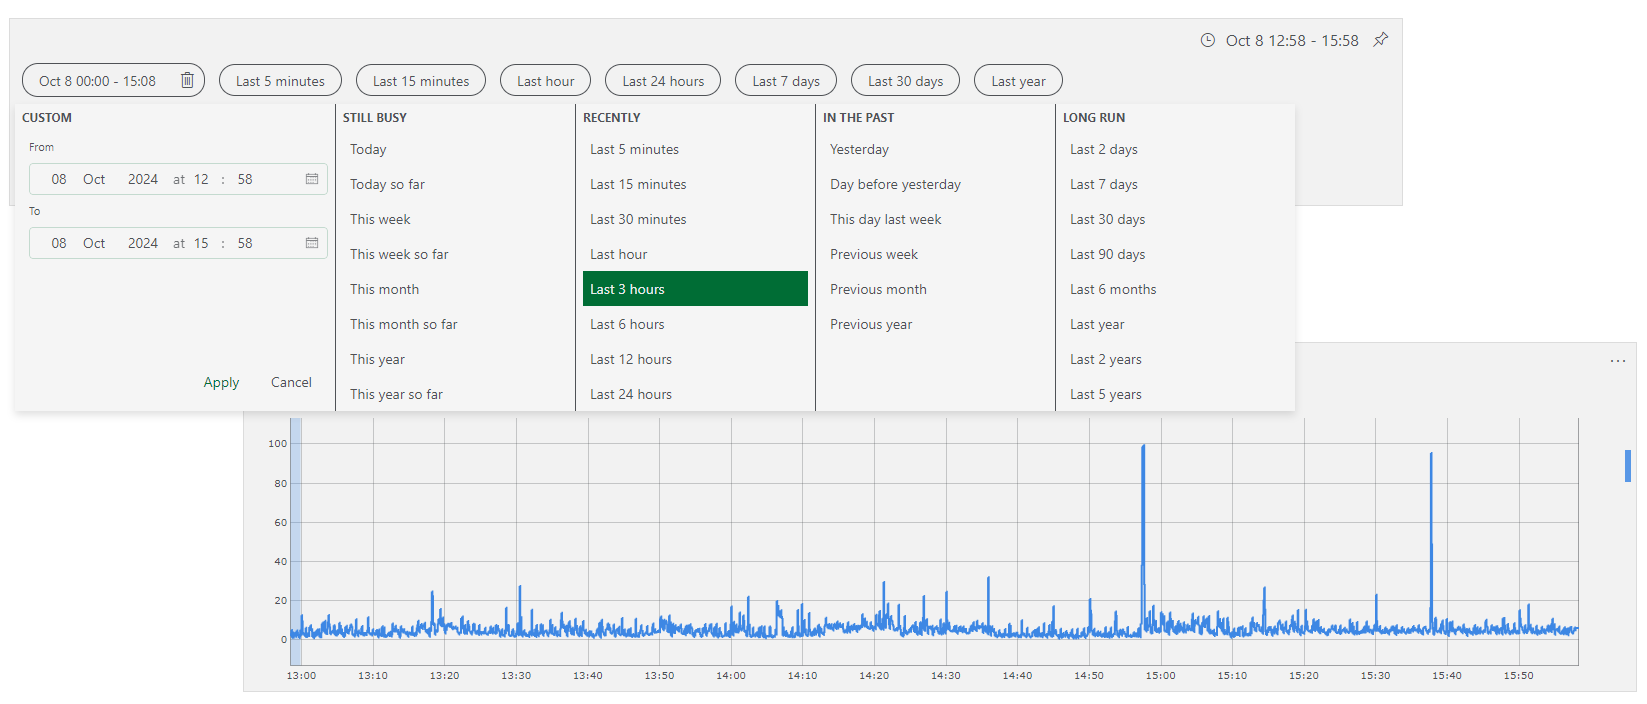 Oct 8 12:58 - 15:58
Oct 8 00:00 - 15:08
Last 5 minutes
Last 15 minutes
Last hour
Last 24 hours
Last 7 days
Last 30 days
Last year
CUSTOM
From
08 Oct 2024 at 12 : 58
To
08 Oct 2024 at 15 : 58
Apply
Cancel
STILL BUSY
Today
Today so far
This week
This week so far
This month
This month so far
This year
This year so far
RECENTLY
Last 5 minutes
Last 15 minutes
Last 30 minutes
Last hour
Last 3 hours
Last 6 hours
Last 12 hours
Last 24 hours
IN THE PAST
Yesterday
Day before yesterday
This day last week
Previous week
Previous month
Previous year
LONG RUN
Last 2 days
Last 7 days
Last 30 days
Last 90 days
Last 6 months
Last year
Last 2 years
Last 5 years
...
100
80
60
40
20
0
13:00 13:10 13:20 13:30 13:40 13:50 14:00 14:10 14:20 14:30 14:40 14:50 15:00 15:10 15:20 15:30 15:40 15:50